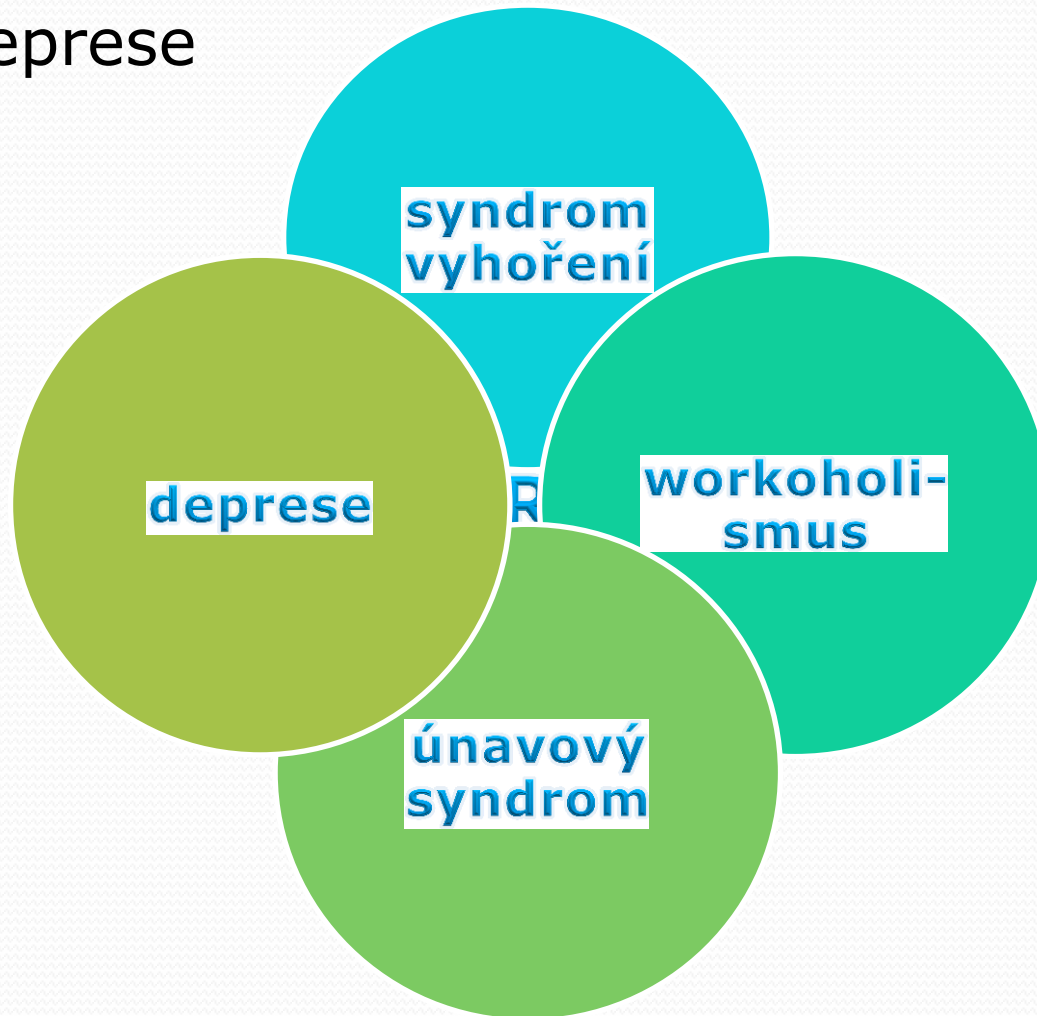 eprese
syndrom
vyhoření
deprese
R
workoholi-
smus
únavový
syndrom